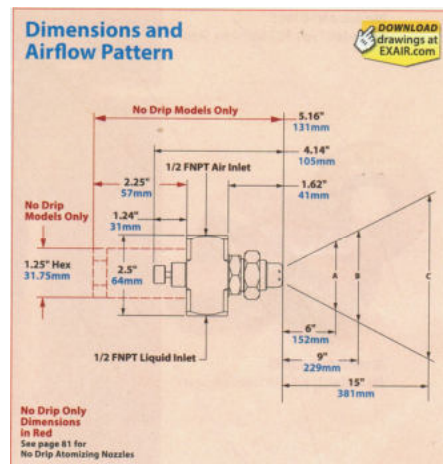 Dimensions and
Airflow Pattern
DOWNLOAD
drawings at
EXAIR.com
No Drip Models Only
5.16"
131mm
4.14"
105mm
1/2 FNPT Air Inlet
2.25"
57mm
1.62"
41mm
No Drip
Models Only
1.24"
31mm
1.25" Hex
31.75mm
2.5"
64mm
A
B
C
6"
152mm
1/2 FNPT Liquid Inlet
9"
229mm
15"
381mm
No Drip Only
Dimensions
in Red
See page 61 for
No Drip Atomizing Nozzles